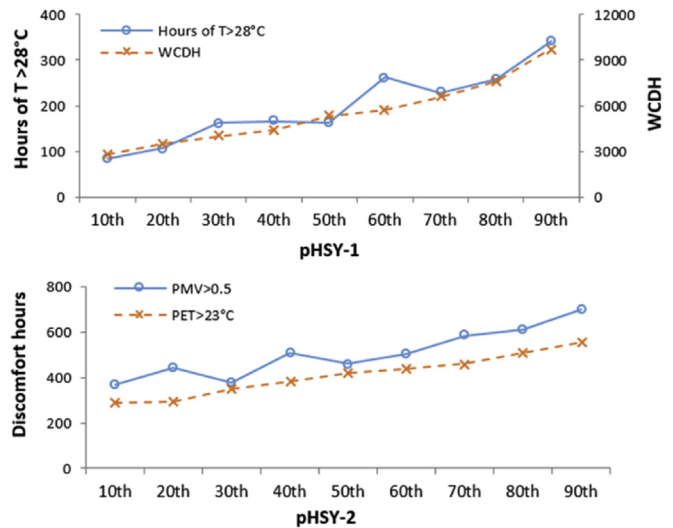 400
300
200
100
0
Hours of T >28°C
Hours of T>28°C
WCDH
12000
9000
6000
3000
0
WCDH
10th 20th 30th 40th 50th 60th 70th 80th 90th
pHSY-1
800
600
400
200
0
Discomfort hours
PMV>0.5
PET>23°C
10th 20th 30th 40th 50th 60th 70th 80th 90th
pHSY-2